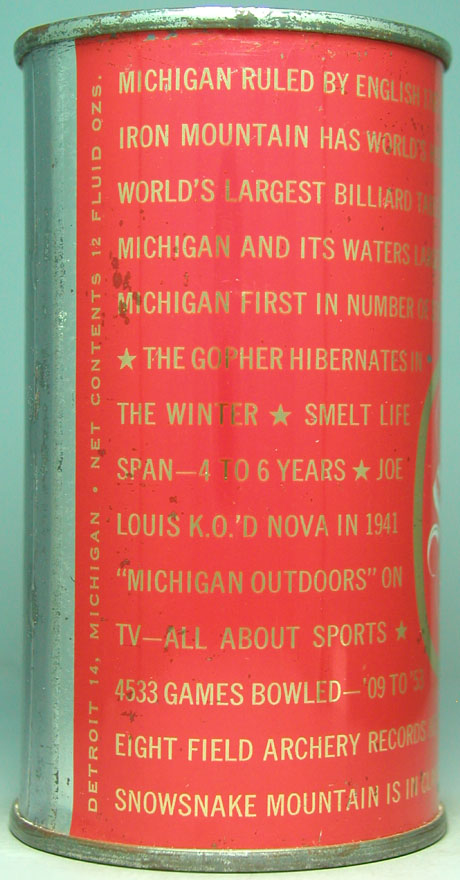 MICHIGAN RULED BY ENGLISH
IRON MOUNTAIN HAS WORLD'S
WORLD'S LARGEST BILLIARD
MICHIGAN AND ITS WATERS
MICHIGAN FIRST IN NUMBER OF
★ THE GOPHER HIBERNATES IN
THE WINTER ★ SMELT LIFE
SPAN—4 TO 6 YEARS ★ JOE
LOUIS K.O.'D NOVA IN 1941
"MICHIGAN OUTDOORS" ON
TV—ALL ABOUT SPORTS ★
4533 GAMES BOWLED—'09 TO '53
EIGHT FIELD ARCHERY RECORDS
SNOWSNAKE MOUNTAIN IS IN
DETROIT 14, MICHIGAN • NET CONTENTS 12 FLUID OZS.